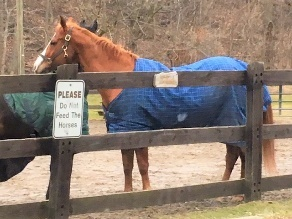 PLEASE
Do Not
Feed The
Horses